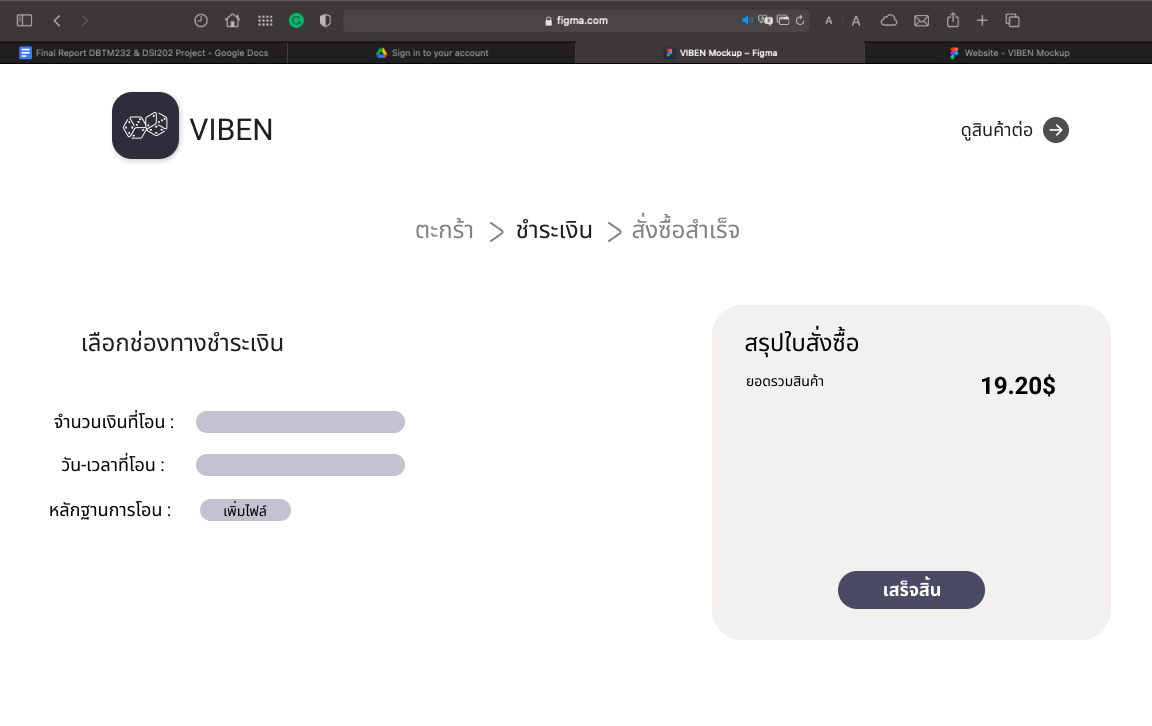 figma.com
A A
Final Report DBTM232 & DSI202 Project - Google Docs
Sign in to your account
VIBEN Mockup – Figma
Website - VIBEN Mockup
VIBEN
ดูสินค้าต่อ
ตะกร้า > ชำระเงิน > สั่งซื้อสำเร็จ
เลือกช่องทางชำระเงิน
จำนวนเงินที่โอน :
วัน-เวลาที่โอน :
หลักฐานการโอน :
เพิ่มไฟล์
สรุปใบสั่งซื้อ
ยอดรวมสินค้า
19.20$
เสร็จสิ้น